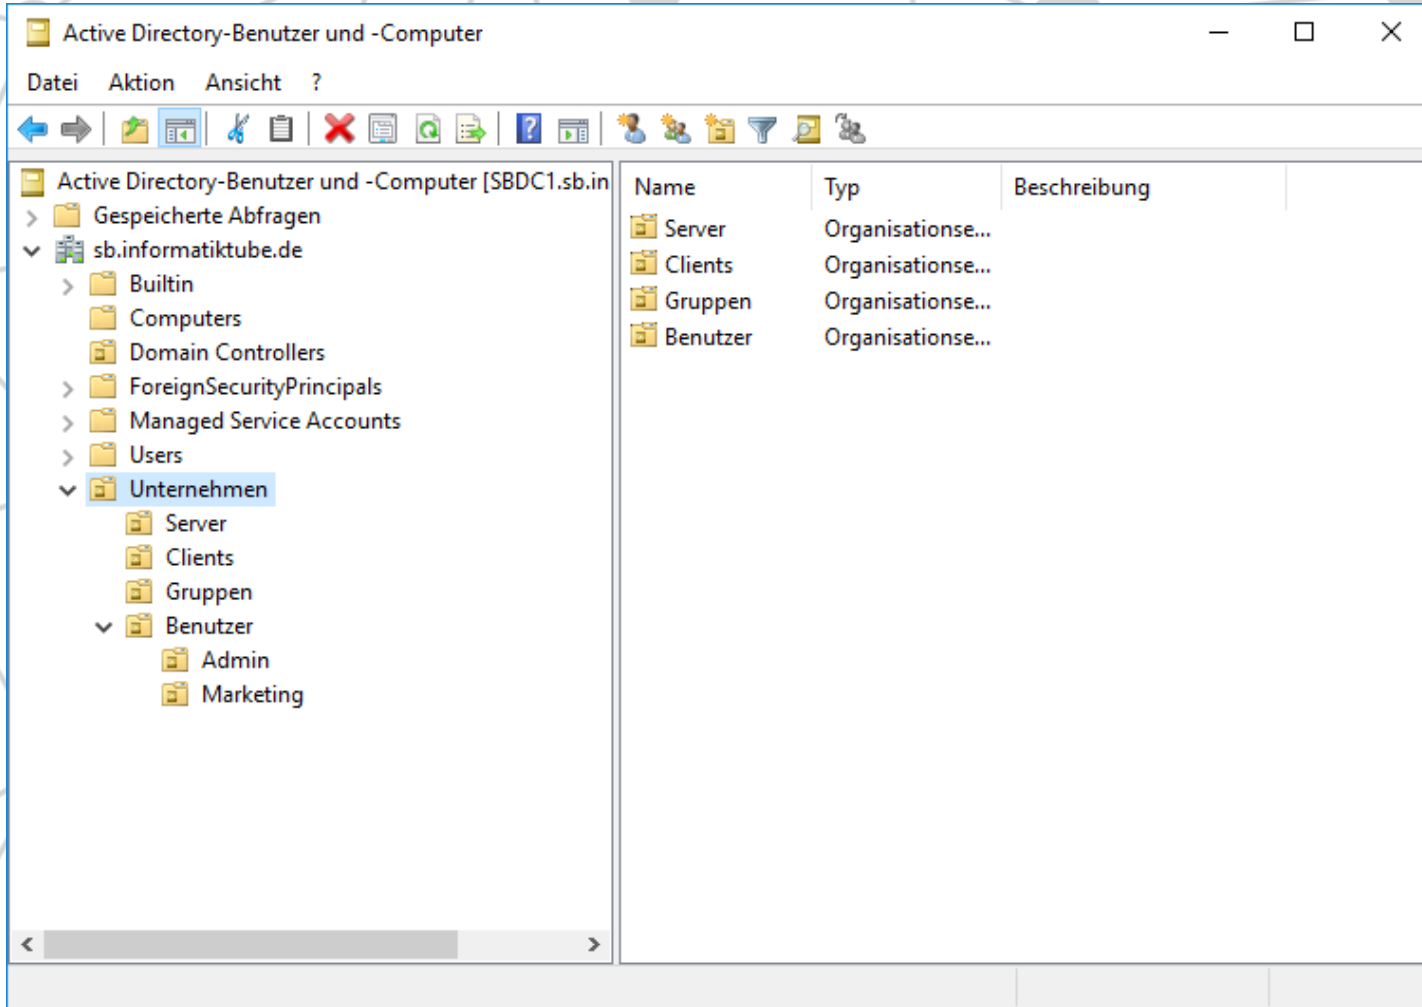 Active Directory-Benutzer und -Computer
Datei Aktion Ansicht ?
Active Directory-Benutzer und -Computer [SBDC1.sb.in
Gespeicherte Abfragen
sb.informatiktube.de
Builtin
Computers
Domain Controllers
ForeignSecurityPrincipals
Managed Service Accounts
Users
Unternehmen
Server
Clients
Gruppen
Benutzer
Admin
Marketing
Name Typ Beschreibung
Server Organisationse...
Clients Organisationse...
Gruppen Organisationse...
Benutzer Organisationse...